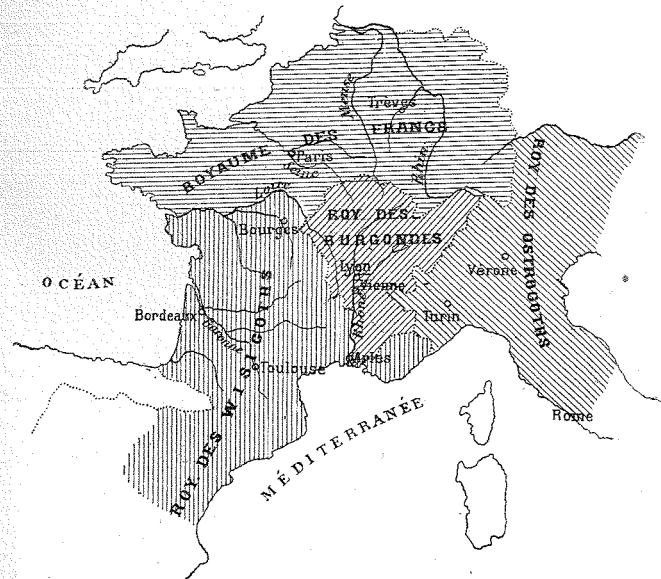 Meuse
Trèves
ROYAUME DES FRANCS
Paris
Seine
Rhin
Loire
ROY. DES OSTROGOTHS
ROY. DES BURGONDES
Bourges
OCÉAN
Lyon
Vienne
Vérone
Bordeaux
Garonne
Rhône
Turin
Arles
Toulouse
ROY. DES WISIGOTHS
MÉDITERRANÉE
Rome